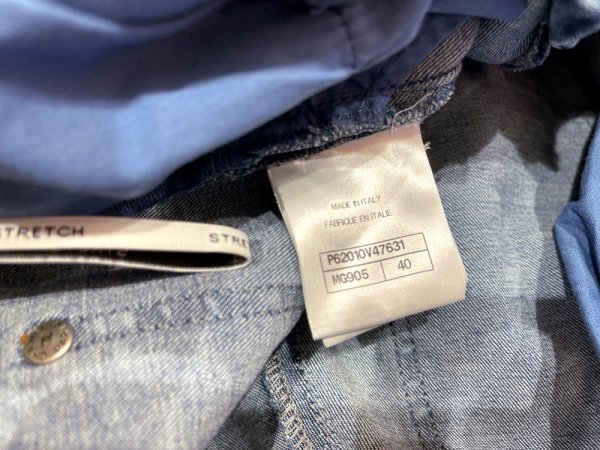 MADE IN ITALY
FABRIQUE EN ITALIE
P62010V47631
MG905 40
STRETCH STRE